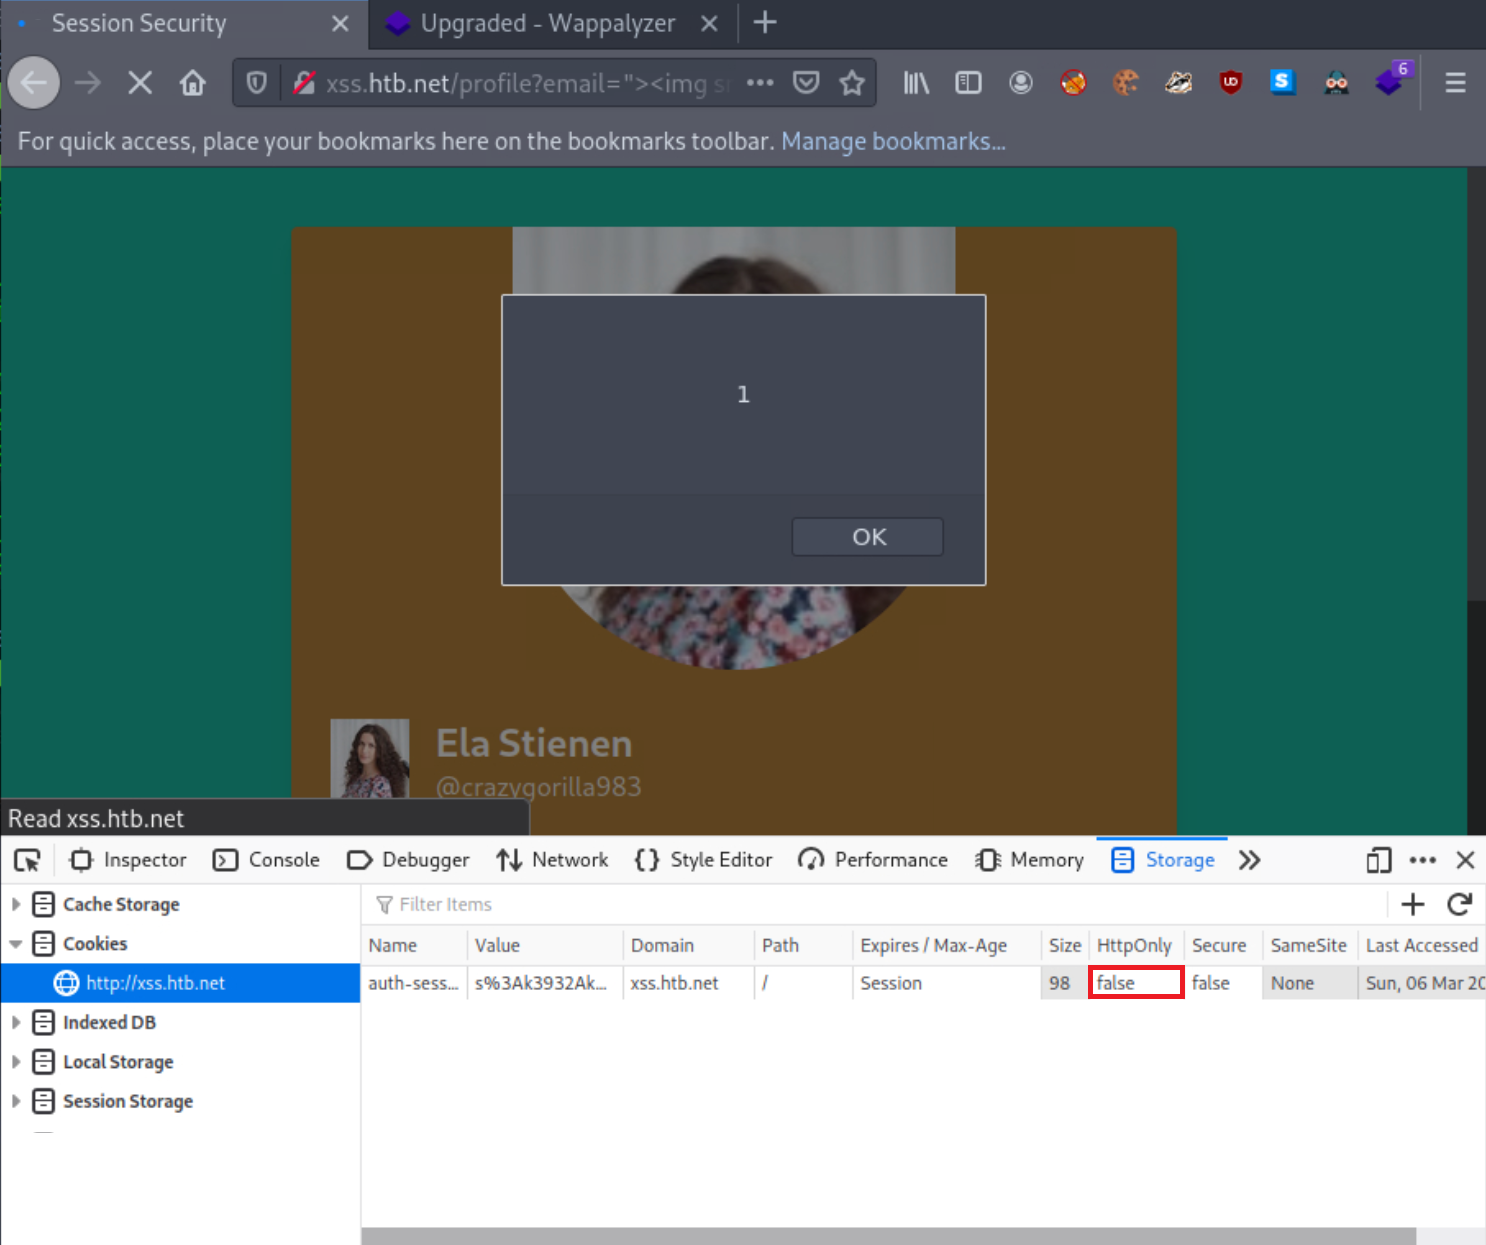 Session Security
Upgraded - Wappalyzer
xss.htb.net/profile?email="><img
6
For quick access, place your bookmarks here on the bookmarks toolbar. Manage bookmarks...
1
OK
Ela Stienen
@crazygorilla983
Read xss.htb.net
Inspector Console Debugger Network Style Editor Performance Memory Storage
Cache Storage
Cookies
http://xss.htb.net
Indexed DB
Local Storage
Session Storage
Filter Items
Name Value Domain Path Expires / Max-Age Size HttpOnly Secure SameSite Last Accessed
auth-sess... s%3Ak3932Ak... xss.htb.net / Session 98 false false None Sun, 06 Mar 20